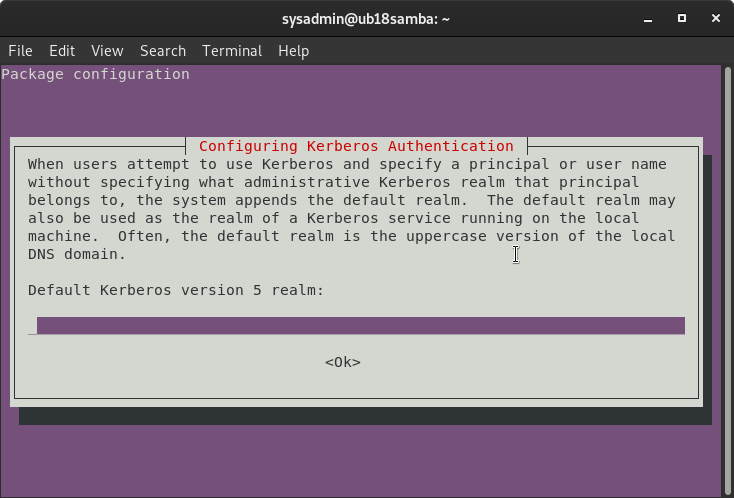 sysadmin@ub18samba: ~
File Edit View Search Terminal Help
Package configuration
Configuring Kerberos Authentication
When users attempt to use Kerberos and specify a principal or user name
without specifying what administrative Kerberos realm that principal
belongs to, the system appends the default realm.  The default realm may
also be used as the realm of a Kerberos service running on the local
machine.  Often, the default realm is the uppercase version of the local
DNS domain.
Default Kerberos version 5 realm:
<Ok>